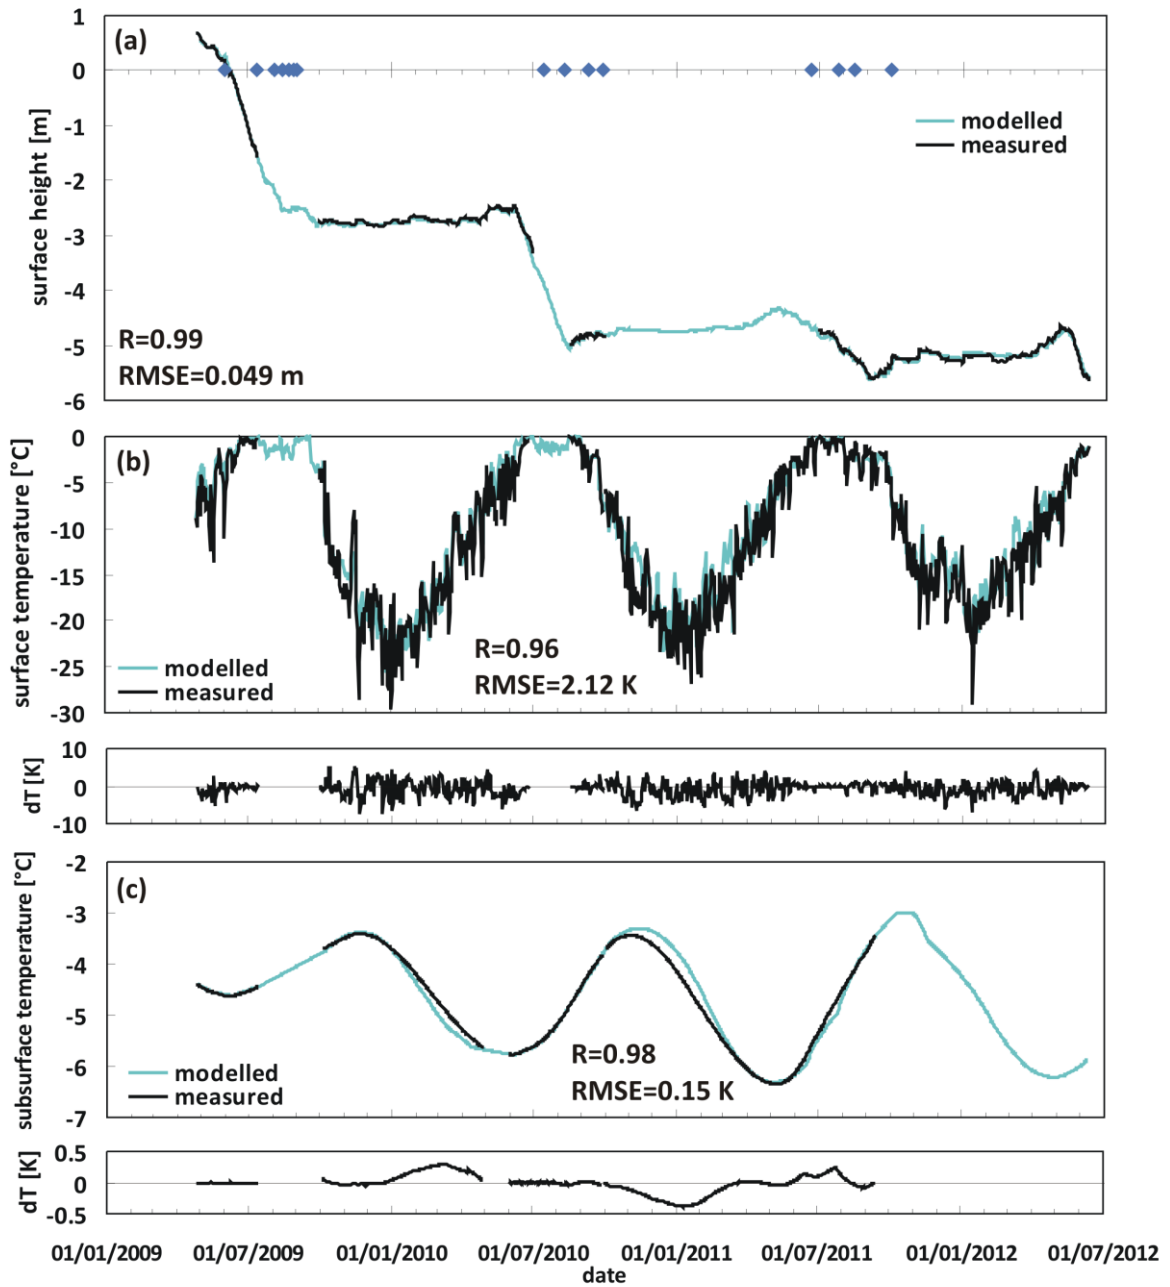 (a)
surface height [m]
1
0
-1
-2
-3
-4
-5
-6
modelled
measured
R=0.99
RMSE=0.049 m
(b)
surface temperature [°C]
0
-5
-10
-15
-20
-25
-30
modelled
measured
R=0.96
RMSE=2.12 K
dT [K]
10
0
-10
(c)
subsurface temperature [°C]
-2
-3
-4
-5
-6
-7
modelled
measured
R=0.98
RMSE=0.15 K
dT [K]
0.5
0
-0.5
01/01/2009 01/07/2009 01/01/2010 01/07/2010 01/01/2011 01/07/2011 01/01/2012 01/07/2012
date